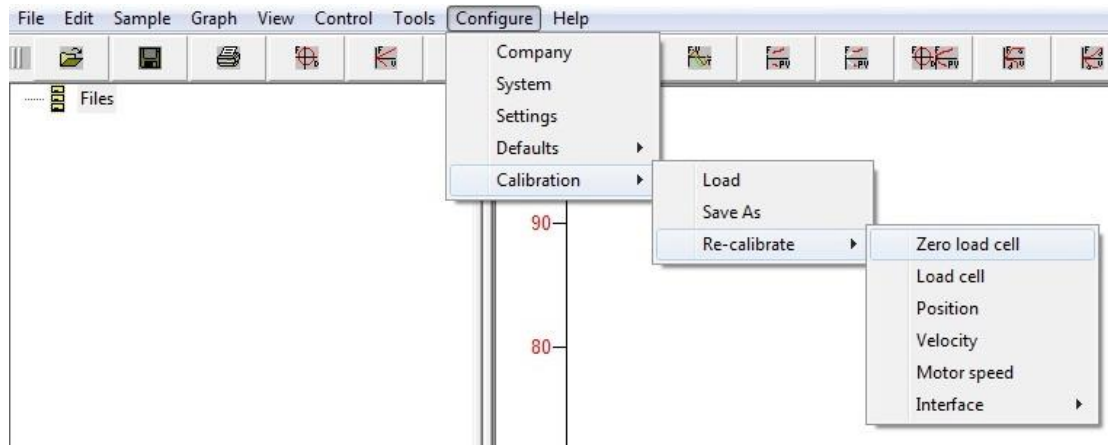 File Edit Sample Graph View Control Tools Configure Help
Files
Company
System
Settings
Defaults
Calibration
Load
Save As
Re-calibrate
Zero load cell
Load cell
Position
Velocity
Motor speed
Interface
90
80